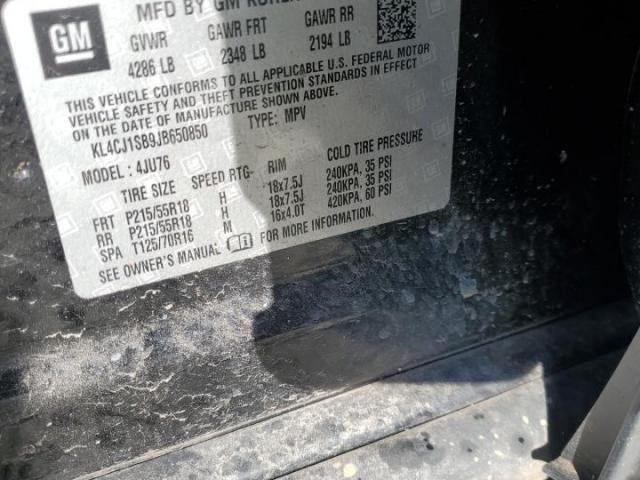 GM
MFD BY GM KOREA
GVWR GAWR FRT GAWR RR
4286 LB 2348 LB 2194 LB
THIS VEHICLE CONFORMS TO ALL APPLICABLE U.S. FEDERAL MOTOR
VEHICLE SAFETY AND THEFT PREVENTION STANDARDS IN EFFECT
ON THE DATE OF MANUFACTURE SHOWN ABOVE.
KL4CJ1SB9JB650850 TYPE: MPV
MODEL: 4JU76
TIRE SIZE SPEED RTG RIM COLD TIRE PRESSURE
FRT P215/55R18 H 18x7.5J 240KPA, 35 PSI
RR P215/55R18 H 18x7.5J 240KPA, 35 PSI
SPA T125/70R16 M 16x4.0T 420KPA, 60 PSI
SEE OWNER'S MANUAL FOR MORE INFORMATION.